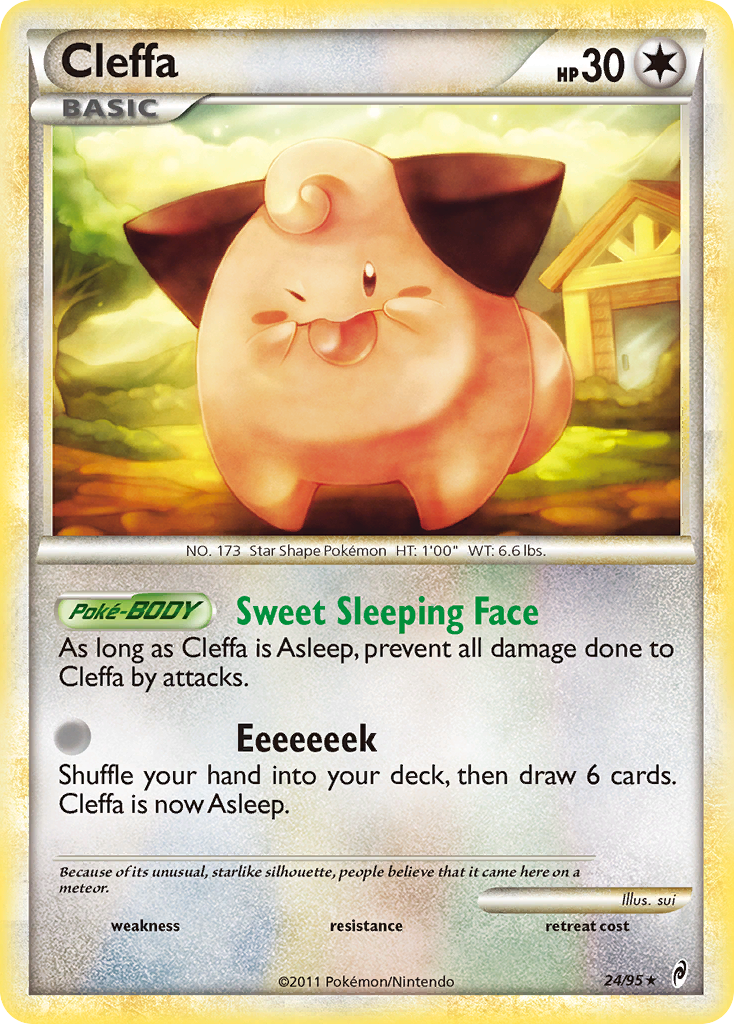 Cleffa
HP 30
BASIC
NO. 173 Star Shape Pokémon HT: 1'00" WT: 6.6 lbs.
Poké-BODY Sweet Sleeping Face
As long as Cleffa is Asleep, prevent all damage done to
Cleffa by attacks.
Eeeeeeek
Shuffle your hand into your deck, then draw 6 cards.
Cleffa is now Asleep.
Because of its unusual, starlike silhouette, people believe that it came here on a
meteor.
Illus. sui
weakness resistance retreat cost
©2011 Pokémon/Nintendo
24/95 ★